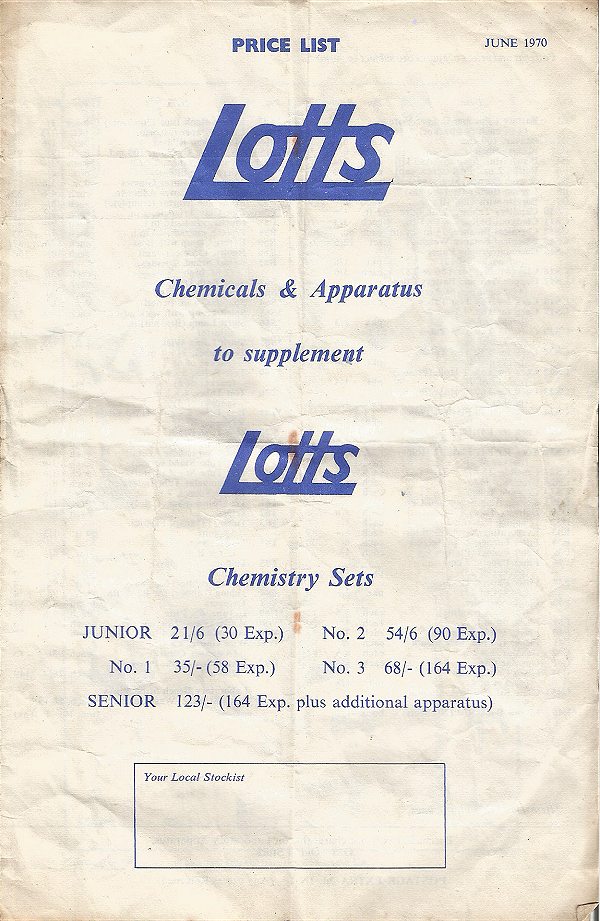 PRICE LIST
JUNE 1970
Lotts
Chemicals & Apparatus
to supplement
Lotts
Chemistry Sets
JUNIOR 21/6 (30 Exp.) No. 2 54/6 (90 Exp.)
No. 1 35/- (58 Exp.) No. 3 68/- (164 Exp.)
SENIOR 123/- (164 Exp. plus additional apparatus)
Your Local Stockist